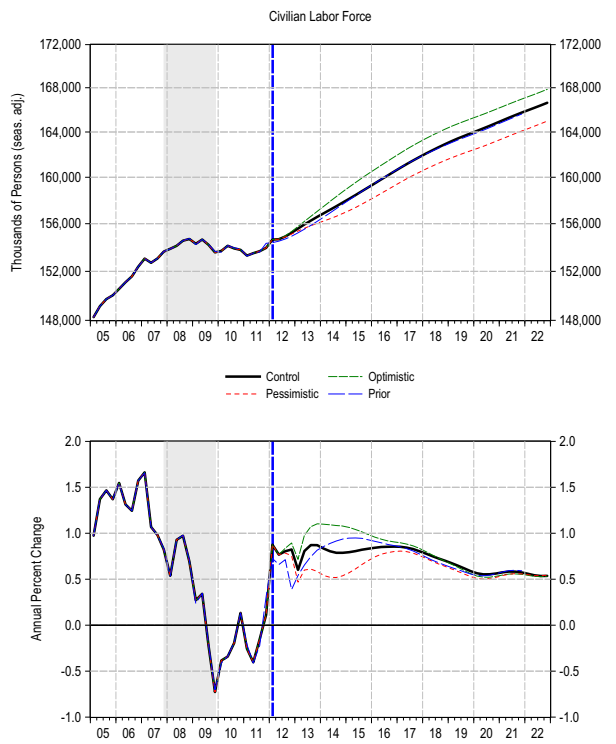 Civilian Labor Force
172,000 172,000
168,000 168,000
164,000 164,000
160,000 160,000
156,000 156,000
152,000 152,000
148,000 148,000
Thousands of Persons (seas. adj.)
05 06 07 08 09 10 11 12 13 14 15 16 17 18 19 20 21 22
Control Optimistic
Pessimistic Prior
2.0 2.0
1.5 1.5
1.0 1.0
0.5 0.5
0.0 0.0
-0.5 -0.5
-1.0 -1.0
Annual Percent Change
05 06 07 08 09 10 11 12 13 14 15 16 17 18 19 20 21 22